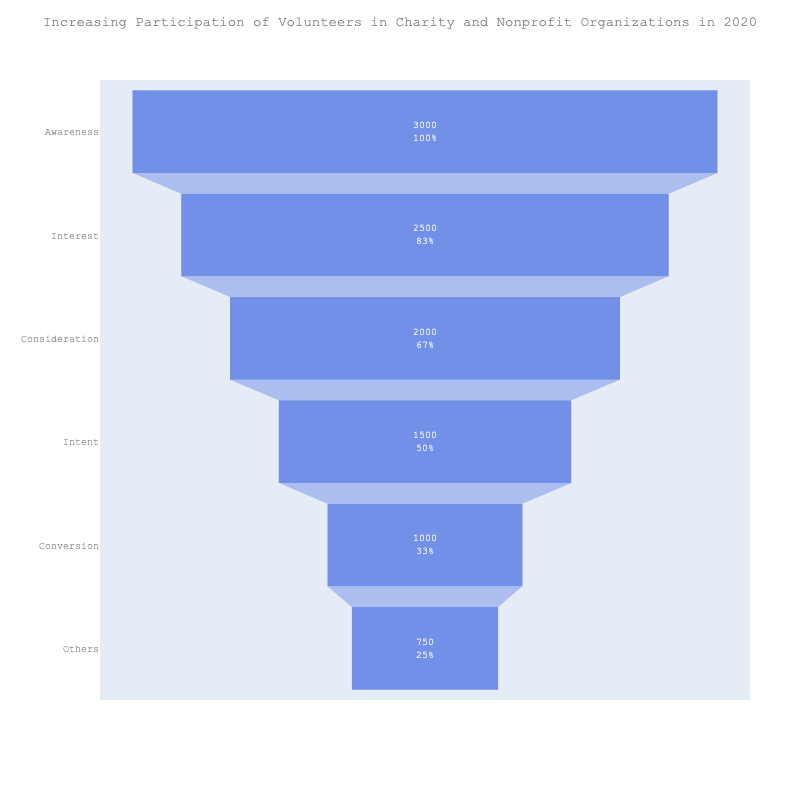 Increasing Participation of Volunteers in Charity and Nonprofit Organizations in 2020
Awareness
3000
100%
Interest
2500
83%
Consideration
2000
67%
Intent
1500
50%
Conversion
1000
33%
Others
750
25%